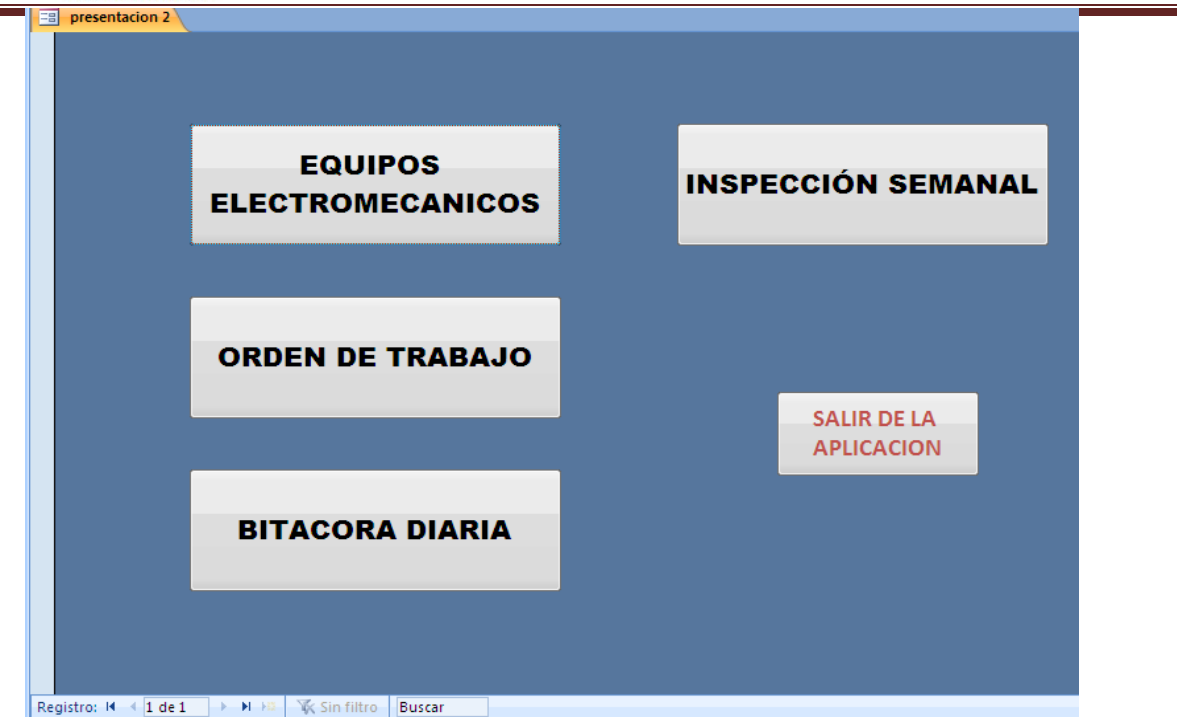 presentacion 2
EQUIPOS
ELECTROMECANICOS
INSPECCIÓN SEMANAL
ORDEN DE TRABAJO
SALIR DE LA
APLICACION
BITACORA DIARIA
Registro: 1 de 1 Sin filtro Buscar